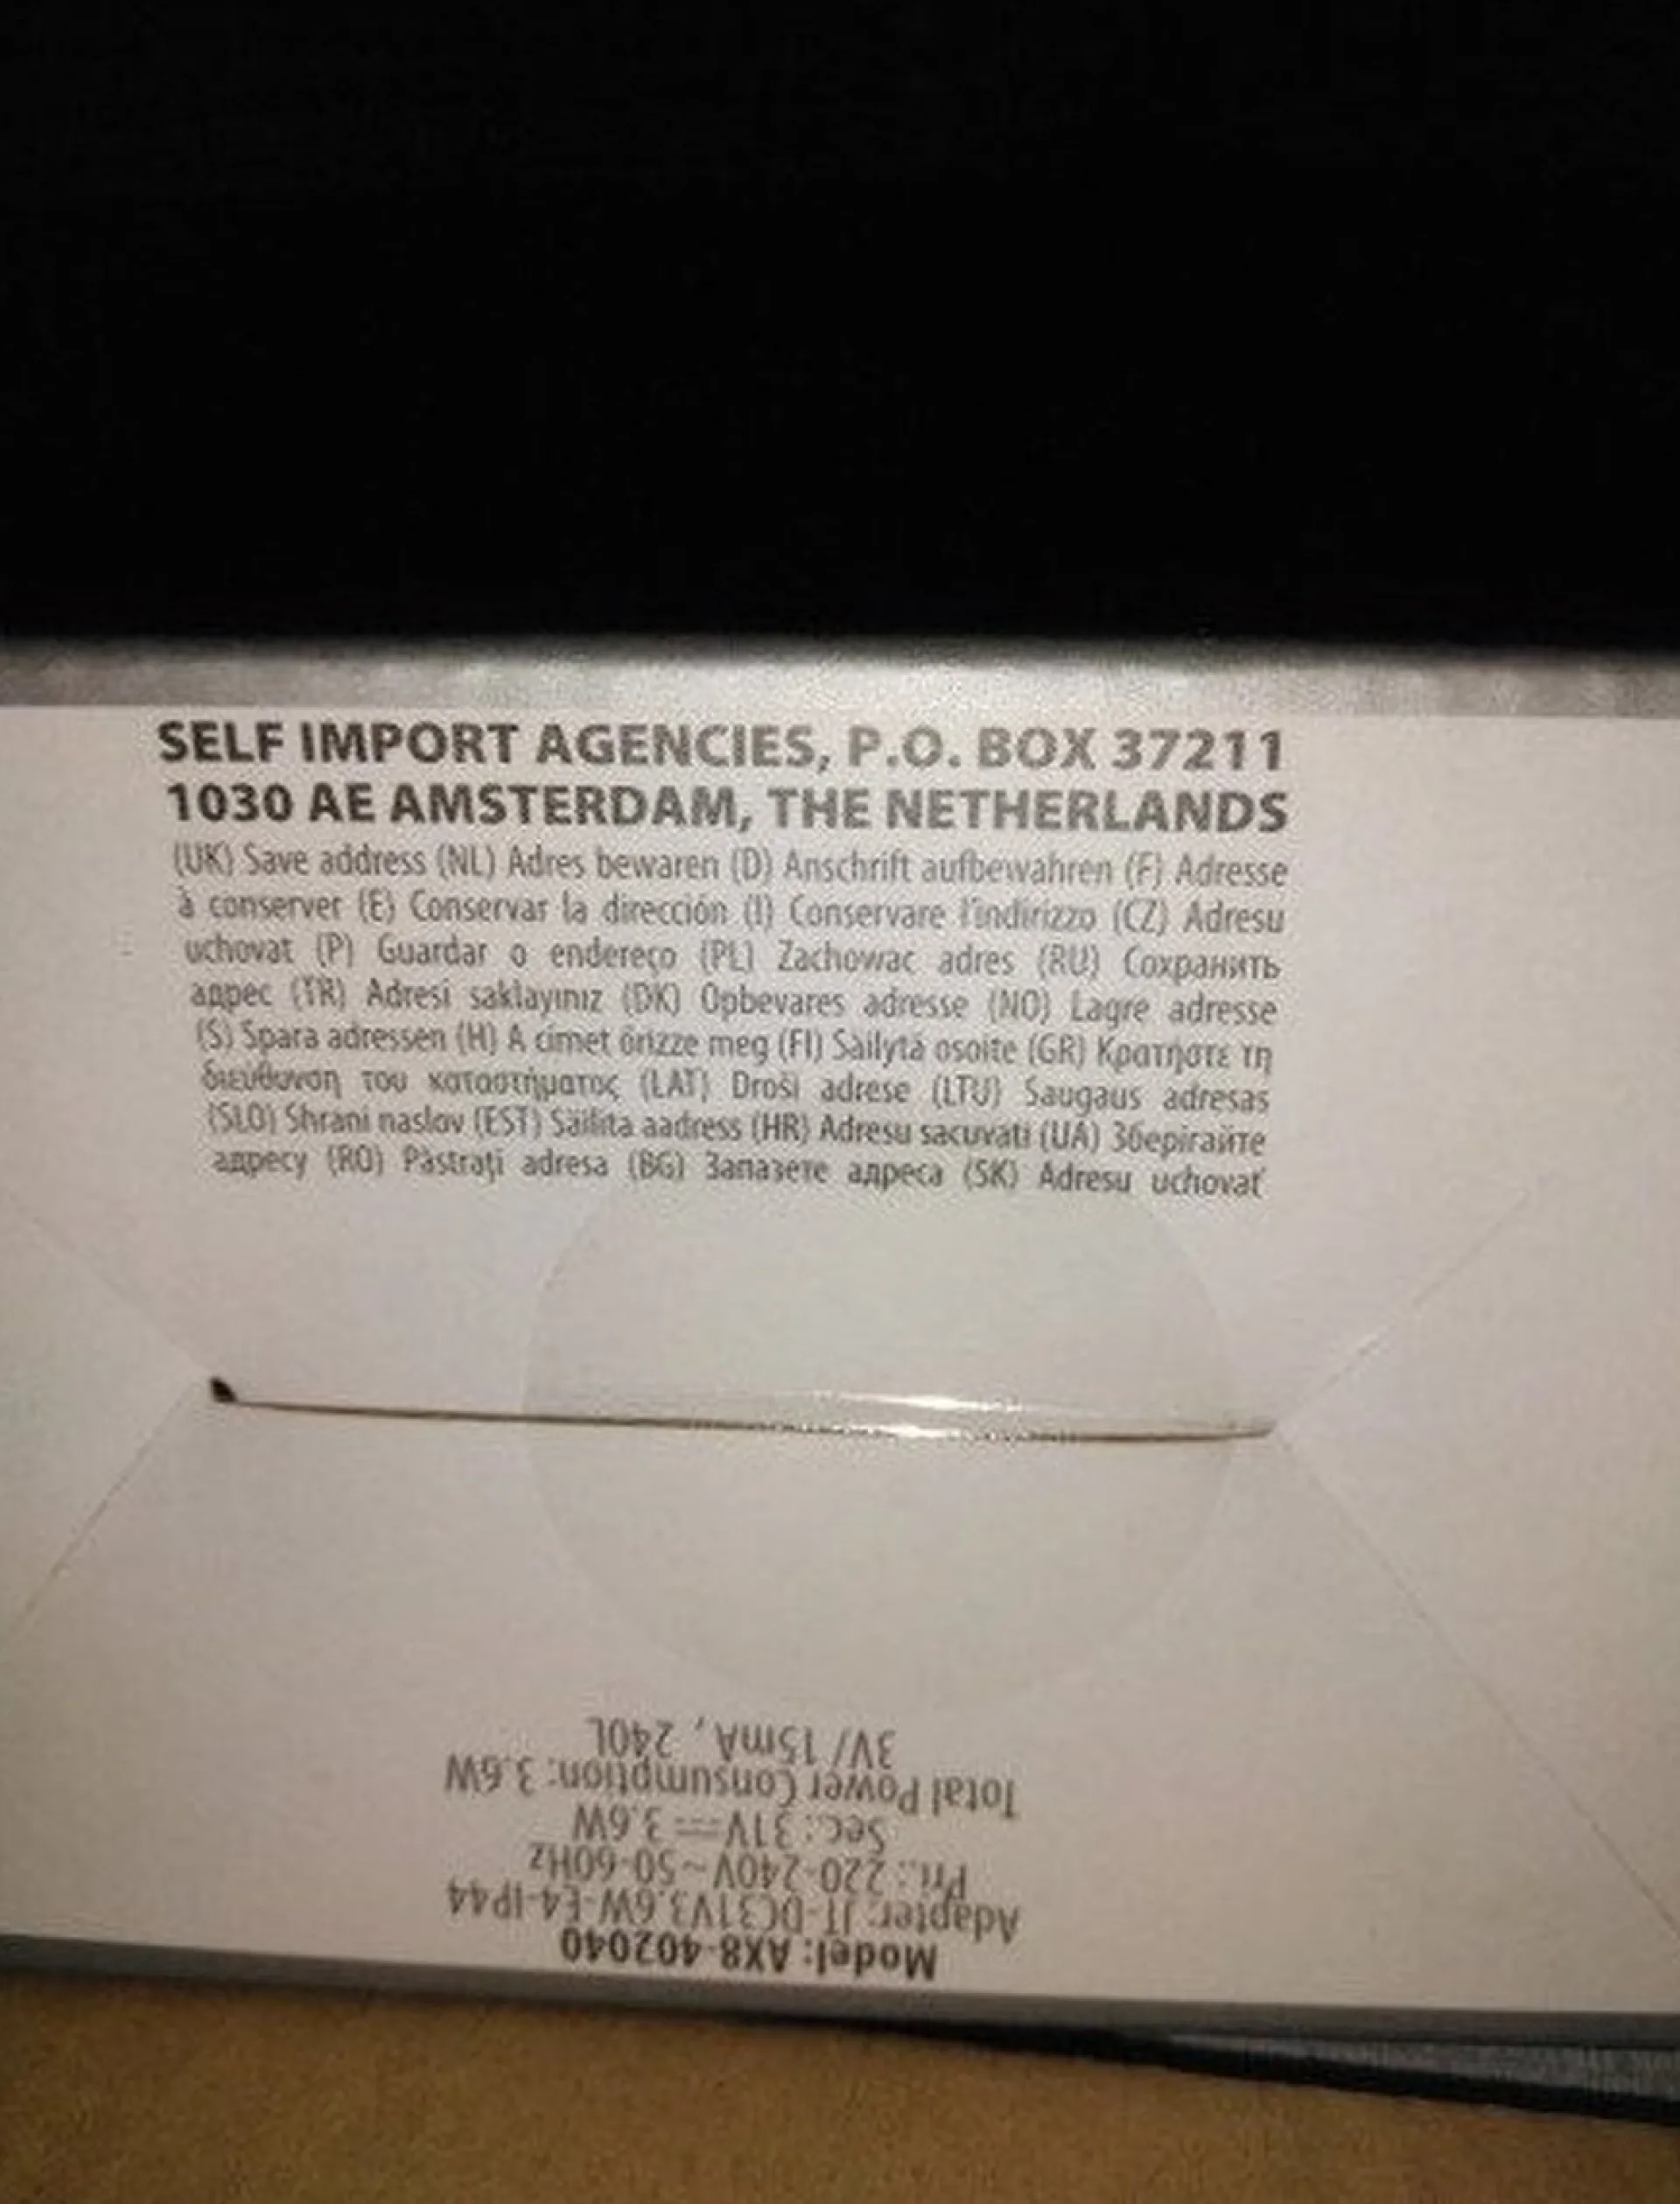 SELF IMPORT AGENCIES, P.O. BOX 37211
1030 AE AMSTERDAM, THE NETHERLANDS
(UK) Save address (NL) Adres bewaren (D) Anschrift aufbewahren (F) Adresse
à conserver (E) Conservar la dirección (I) Conservare l'indirizzo (CZ) Adresu
uchovat (P) Guardar o endereço (PL) Zachowac adres (RU) Сохранить
адрес (TR) Adresi saklayınız (DK) Opbevares adresse (NO) Lagre adresse
(S) Spara adressen (H) A címet őrizze meg (FI) Säilytä osoite (GR) Κρατήστε τη
διεύθυνση του καταστήματος (LAT) Droši adrese (LTU) Saugaus adresas
(SLO) Shrani naslov (EST) Säilita aadress (HR) Adresu sacuvati (UA) Зберігайте
адресу (RO) Păstraţi adresa (BG) Запазете адреса (SK) Adresu uchovať
Model: AX8-402040
Adapter: JT-DC31V3.6W-E4-IP44
Pri.: 220-240V~50-60Hz
Sec.: 31V⎓3.6W
Total Power Consumption: 3.6W
3V/15mA, 240L